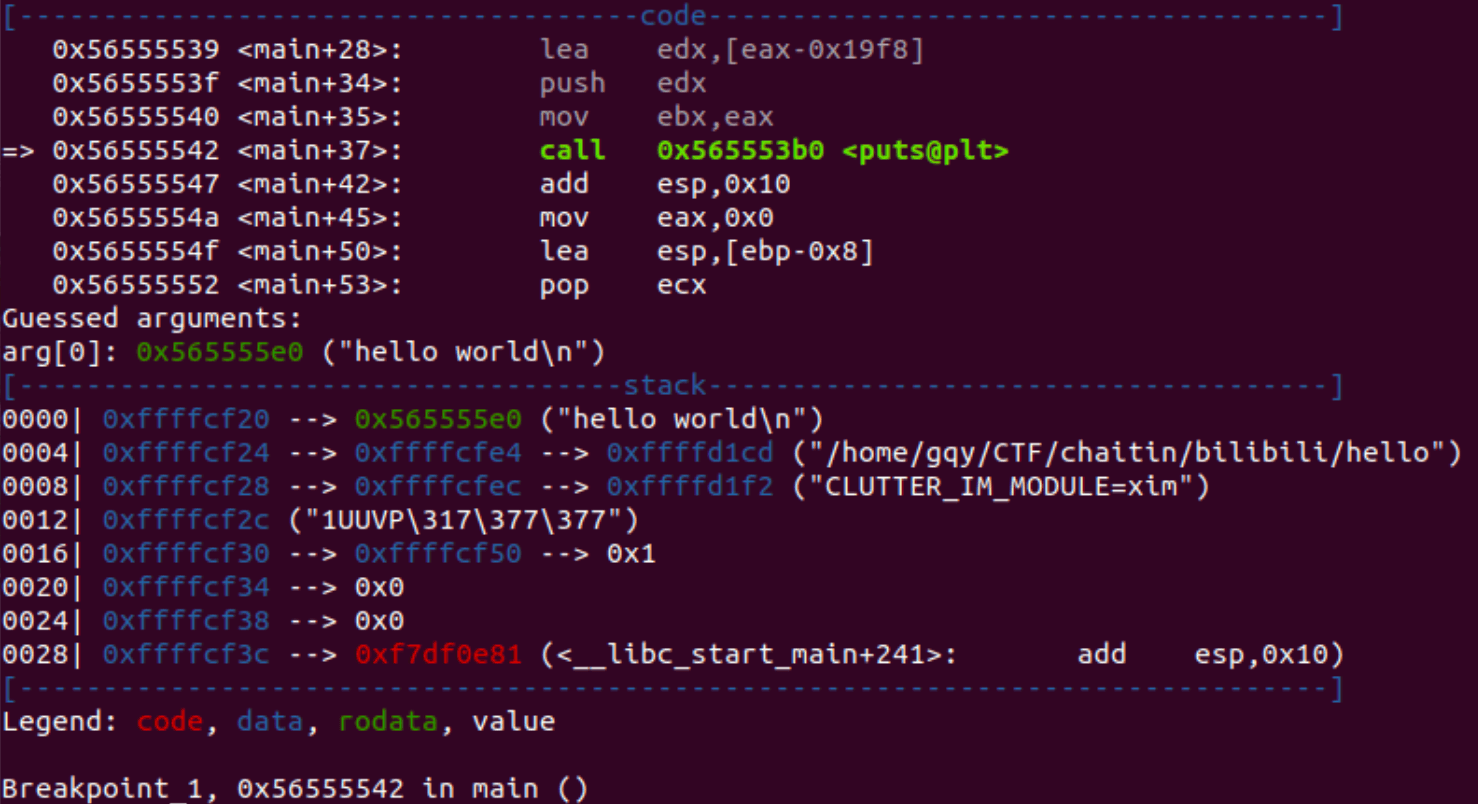 [-------------------------------------code-------------------------------------]
   0x56555539 <main+28>:        lea    edx,[eax-0x19f8]
   0x5655553f <main+34>:        push   edx
   0x56555540 <main+35>:        mov    ebx,eax
=> 0x56555542 <main+37>:        call   0x565553b0 <puts@plt>
   0x56555547 <main+42>:        add    esp,0x10
   0x5655554a <main+45>:        mov    eax,0x0
   0x5655554f <main+50>:        lea    esp,[ebp-0x8]
   0x56555552 <main+53>:        pop    ecx
Guessed arguments:
arg[0]: 0x565555e0 ("hello world\n")
[------------------------------------stack-------------------------------------]
0000| 0xffffcf20 --> 0x565555e0 ("hello world\n")
0004| 0xffffcf24 --> 0xffffcfe4 --> 0xffffd1cd ("/home/gqy/CTF/chaitin/bilibili/hello")
0008| 0xffffcf28 --> 0xffffcfec --> 0xffffd1f2 ("CLUTTER_IM_MODULE=xim")
0012| 0xffffcf2c ("1UUVP\317\377\377")
0016| 0xffffcf30 --> 0xffffcf50 --> 0x1
0020| 0xffffcf34 --> 0x0
0024| 0xffffcf38 --> 0x0
0028| 0xffffcf3c --> 0xf7df0e81 (<__libc_start_main+241>:       add    esp,0x10)
[------------------------------------------------------------------------------]
Legend: code, data, rodata, value

Breakpoint 1, 0x56555542 in main ()